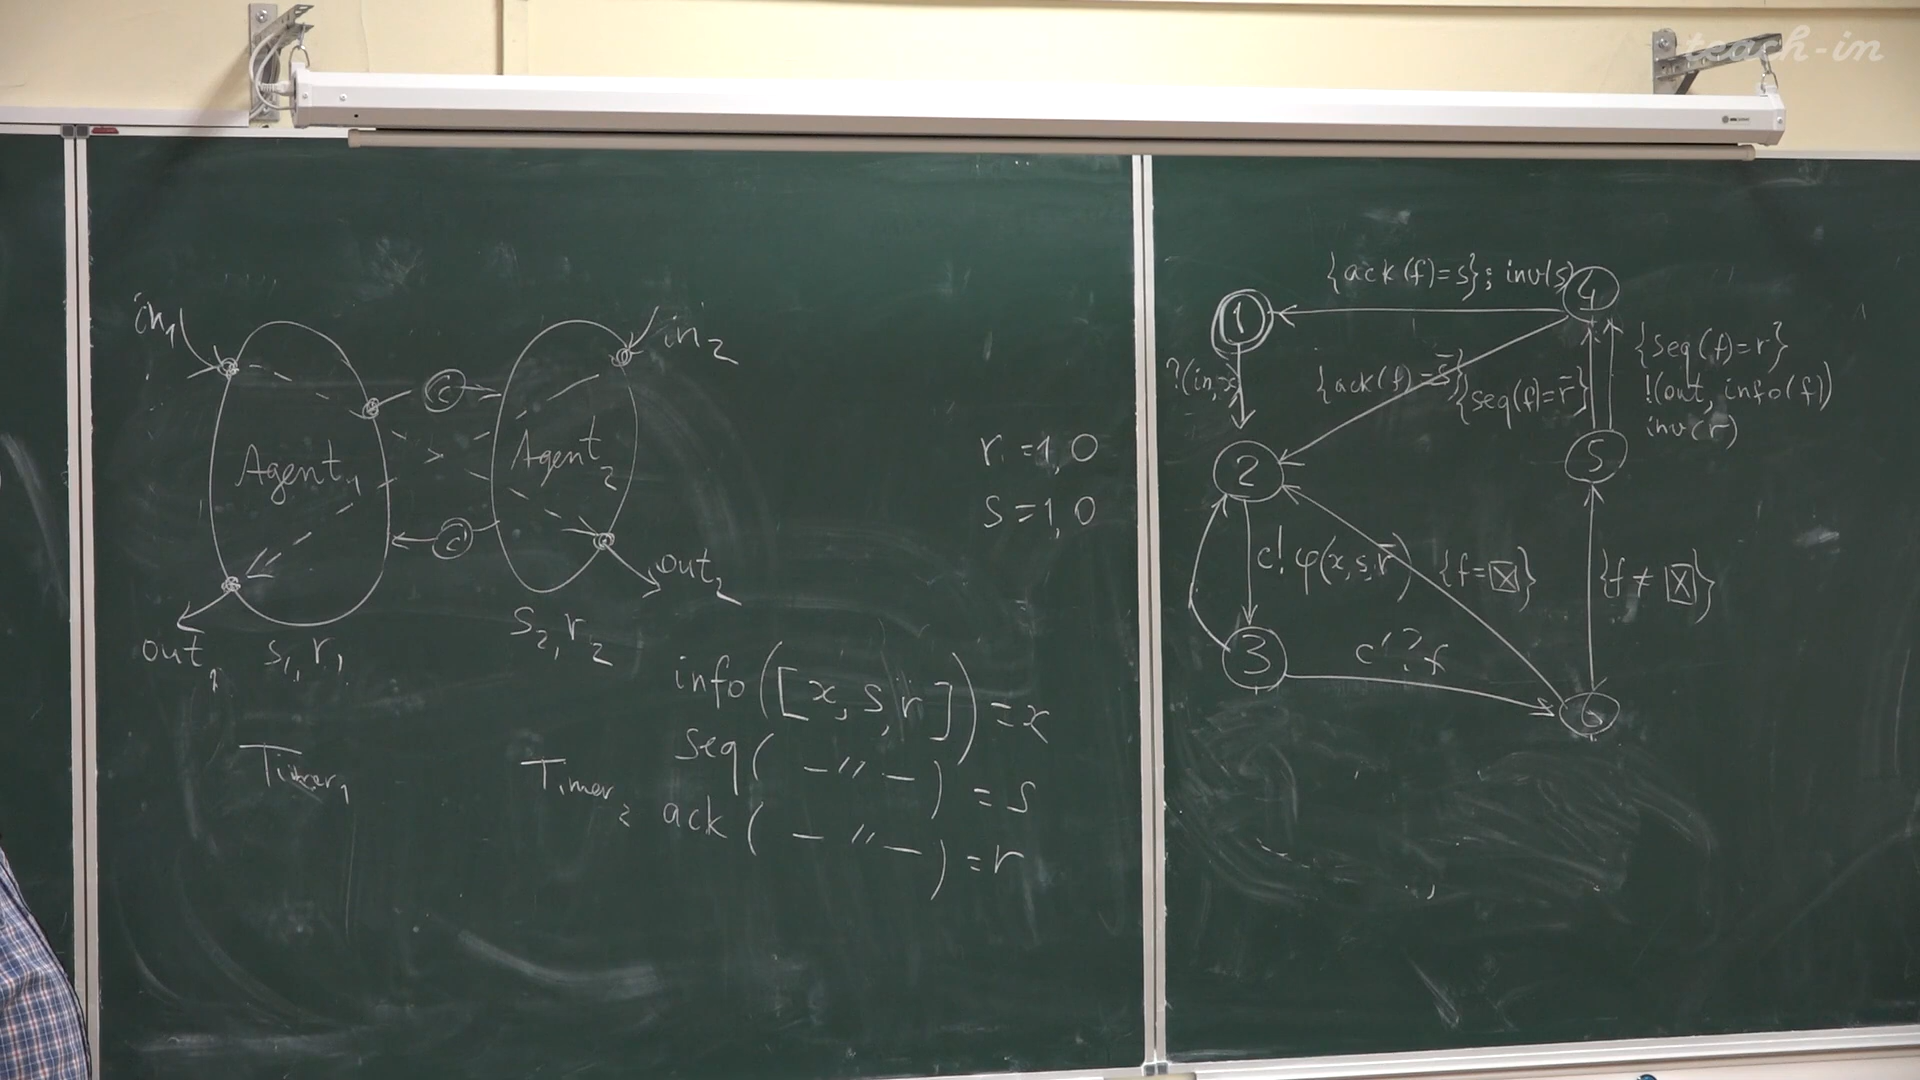 teach-in
in₁
in₂
c
Agent₁
Agent₂
c'
out₁
s₁, r₁
out₂
s₂, r₂
r = 1, 0
s = 1, 0
info([x, s, r]) = x
seq( –〃– ) = s
ack( –〃– ) = r
Timer₁
Timer₂
{ack(f)=s}; inv(s)
1
4
?(in, x)
{ack(f)=s̄}
{seq(f)=r̄}
{seq(f)=r}
!(out, info(f))
inv(r)
2
5
c! φ(x, s, r)
{f=☒}
{f≠☒}
3
c'? f
6